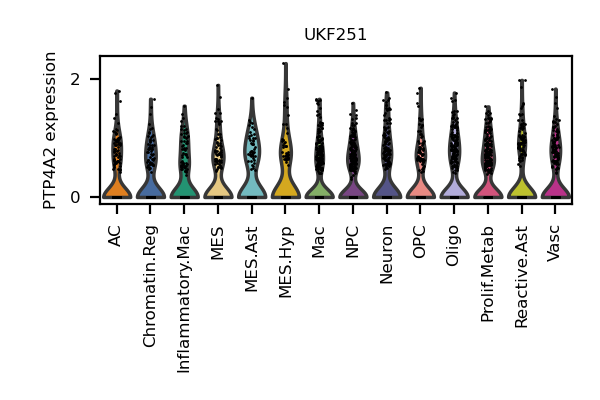 UKF251
PTP4A2 expression
2
0
AC
Chromatin.Reg
Inflammatory.Mac
MES
MES.Ast
MES.Hyp
Mac
NPC
Neuron
OPC
Oligo
Prolif.Metab
Reactive.Ast
Vasc